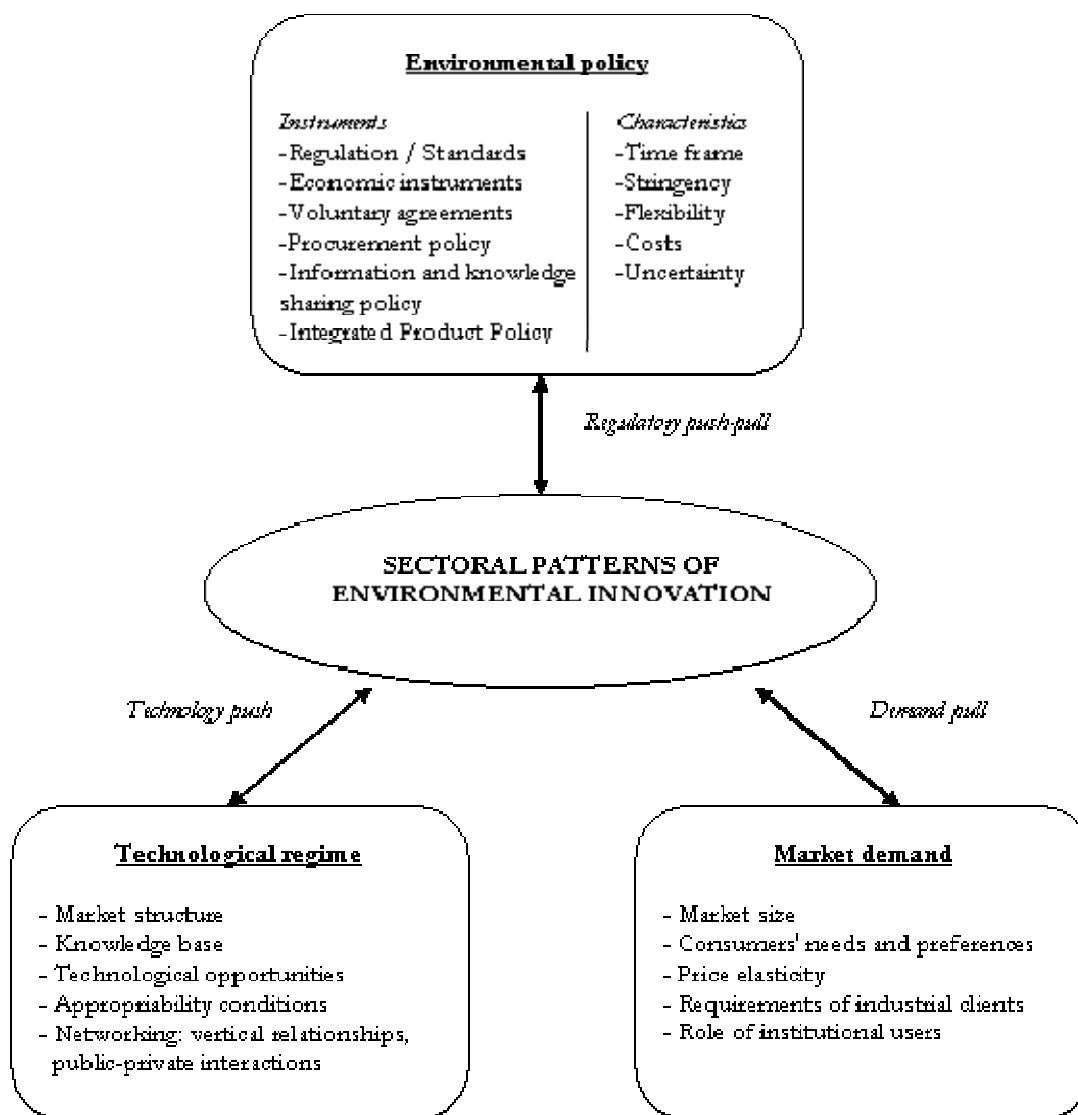 Environmental policy
Instruments
-Regulation / Standards
-Economic instruments
-Voluntary agreements
-Procurement policy
-Information and knowledge
sharing policy
-Integrated Product Policy
Characteristics
-Time frame
-Stringency
-Flexibility
-Costs
-Uncertainty
Regulatory push-pull
SECTORAL PATTERNS OF
ENVIRONMENTAL INNOVATION
Technology push
Demand pull
Technological regime
- Market structure
- Knowledge base
- Technological opportunities
- Appropriability conditions
- Networking: vertical relationships,
public-private interactions
Market demand
- Market size
- Consumers' needs and preferences
- Price elasticity
- Requirements of industrial clients
- Role of institutional users